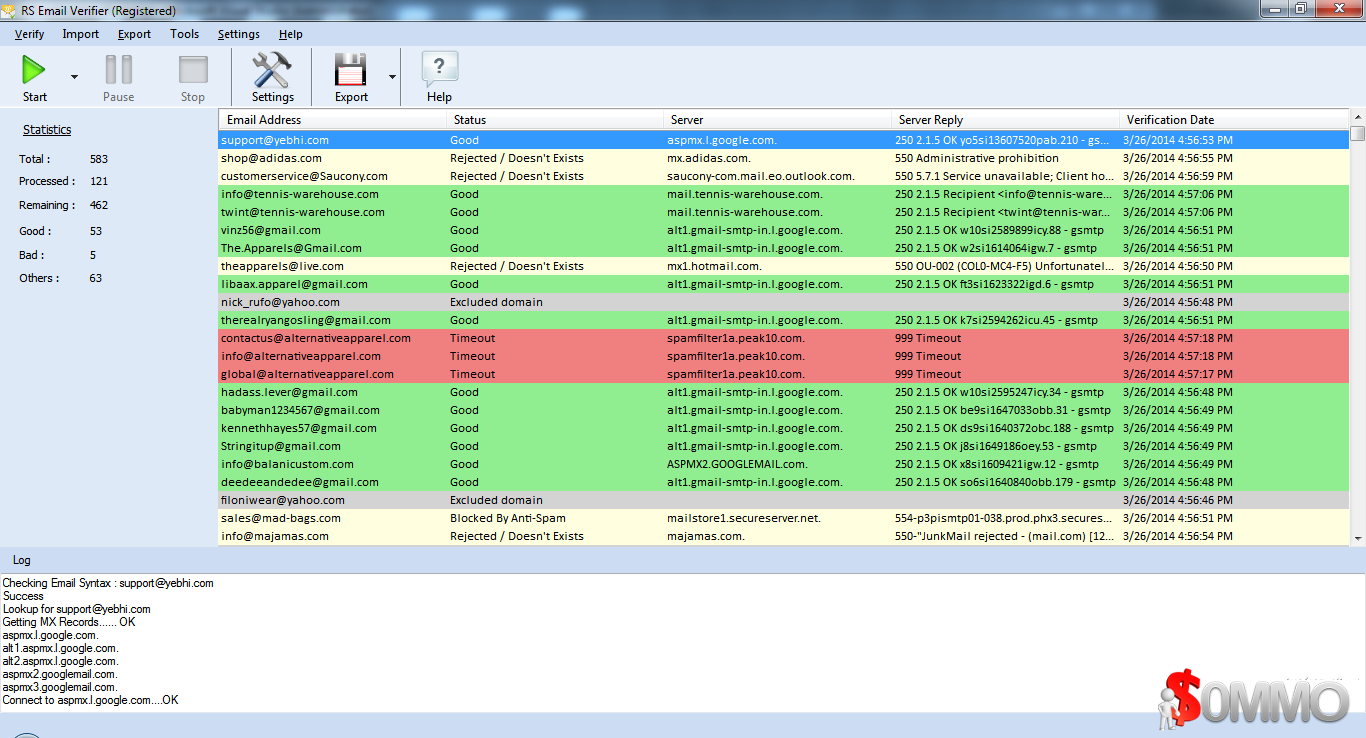 RS Email Verifier (Registered)
Verify Import Export Tools Settings Help
Start Pause Stop Settings Export Help
Statistics
Total : 583
Processed : 121
Remaining : 462
Good : 53
Bad : 5
Others : 63
Email Address Status Server Server Reply Verification Date
support@yebhi.com Good aspmx.l.google.com. 250 2.1.5 OK yo5si13607520pab.210 - gs... 3/26/2014 4:56:53 PM
shop@adidas.com Rejected / Doesn't Exists mx.adidas.com. 550 Administrative prohibition 3/26/2014 4:56:55 PM
customerservice@Saucony.com Rejected / Doesn't Exists saucony-com.mail.eo.outlook.com. 550 5.7.1 Service unavailable; Client ho... 3/26/2014 4:56:59 PM
info@tennis-warehouse.com Good mail.tennis-warehouse.com. 250 2.1.5 Recipient <info@tennis-ware... 3/26/2014 4:57:06 PM
twint@tennis-warehouse.com Good mail.tennis-warehouse.com. 250 2.1.5 Recipient <twint@tennis-war... 3/26/2014 4:57:06 PM
vinz56@gmail.com Good alt1.gmail-smtp-in.l.google.com. 250 2.1.5 OK w10si2589899icy.88 - gsmtp 3/26/2014 4:56:51 PM
The.Apparels@Gmail.com Good alt1.gmail-smtp-in.l.google.com. 250 2.1.5 OK w2si1614064igw.7 - gsmtp 3/26/2014 4:56:51 PM
theapparels@live.com Rejected / Doesn't Exists mx1.hotmail.com. 550 OU-002 (COL0-MC4-F5) Unfortunatel... 3/26/2014 4:56:50 PM
libaax.apparel@gmail.com Good alt1.gmail-smtp-in.l.google.com. 250 2.1.5 OK ft3si1623322igd.6 - gsmtp 3/26/2014 4:56:51 PM
nick_rufo@yahoo.com Excluded domain 3/26/2014 4:56:48 PM
therealryangosling@gmail.com Good alt1.gmail-smtp-in.l.google.com. 250 2.1.5 OK k7si2594262icu.45 - gsmtp 3/26/2014 4:56:51 PM
contactus@alternativeapparel.com Timeout spamfilter1a.peak10.com. 999 Timeout 3/26/2014 4:57:18 PM
info@alternativeapparel.com Timeout spamfilter1a.peak10.com. 999 Timeout 3/26/2014 4:57:18 PM
global@alternativeapparel.com Timeout spamfilter1a.peak10.com. 999 Timeout 3/26/2014 4:57:17 PM
hadass.lever@gmail.com Good alt1.gmail-smtp-in.l.google.com. 250 2.1.5 OK w10si2595247icy.34 - gsmtp 3/26/2014 4:56:48 PM
babyman1234567@gmail.com Good alt1.gmail-smtp-in.l.google.com. 250 2.1.5 OK be9si1647033obb.31 - gsmtp 3/26/2014 4:56:49 PM
kennethhayes57@gmail.com Good alt1.gmail-smtp-in.l.google.com. 250 2.1.5 OK ds9si1640372obc.188 - gsmtp 3/26/2014 4:56:49 PM
Stringitup@gmail.com Good alt1.gmail-smtp-in.l.google.com. 250 2.1.5 OK j8si1649186oey.53 - gsmtp 3/26/2014 4:56:49 PM
info@balanicustom.com Good ASPMX2.GOOGLEMAIL.com. 250 2.1.5 OK x8si1609421igw.12 - gsmtp 3/26/2014 4:56:49 PM
deedeeandedee@gmail.com Good alt1.gmail-smtp-in.l.google.com. 250 2.1.5 OK so6si1640840obb.179 - gsmtp 3/26/2014 4:56:48 PM
filoniwear@yahoo.com Excluded domain 3/26/2014 4:56:46 PM
sales@mad-bags.com Blocked By Anti-Spam mailstore1.secureserver.net. 554-p3pismtp01-038.prod.phx3.secures... 3/26/2014 4:56:51 PM
info@majamas.com Rejected / Doesn't Exists majamas.com. 550-"JunkMail rejected - (mail.com) [12... 3/26/2014 4:56:54 PM
Log
Checking Email Syntax : support@yebhi.com
Success
Lookup for support@yebhi.com
Getting MX Records...... OK
aspmx.l.google.com.
alt1.aspmx.l.google.com.
alt2.aspmx.l.google.com.
aspmx2.googlemail.com.
aspmx3.googlemail.com.
Connect to aspmx.l.google.com....OK
$OMMO